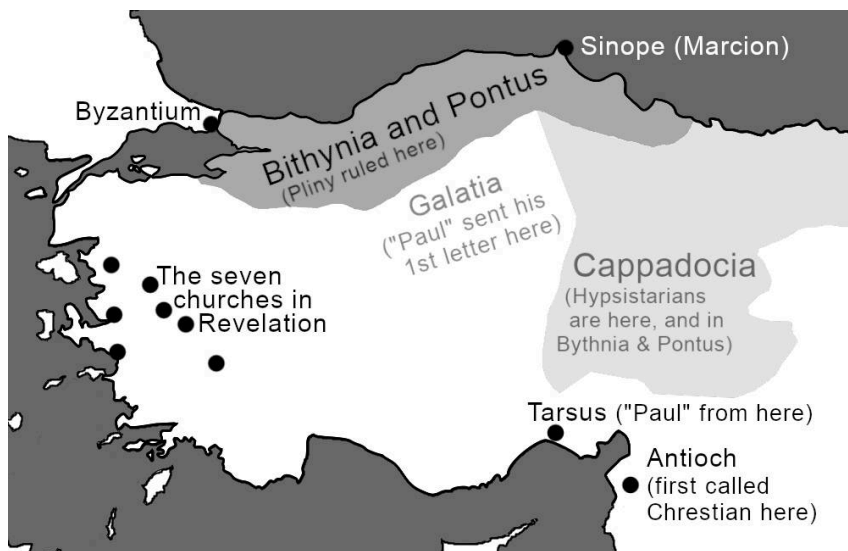 Sinope (Marcion)
Byzantium
Bithynia and Pontus
(Pliny ruled here)
Galatia
("Paul" sent his
1st letter here)
Cappadocia
(Hypsistarians
are here, and in
Bythnia & Pontus)
The seven
churches in
Revelation
Tarsus ("Paul" from here)
Antioch
(first called
Chrestian here)